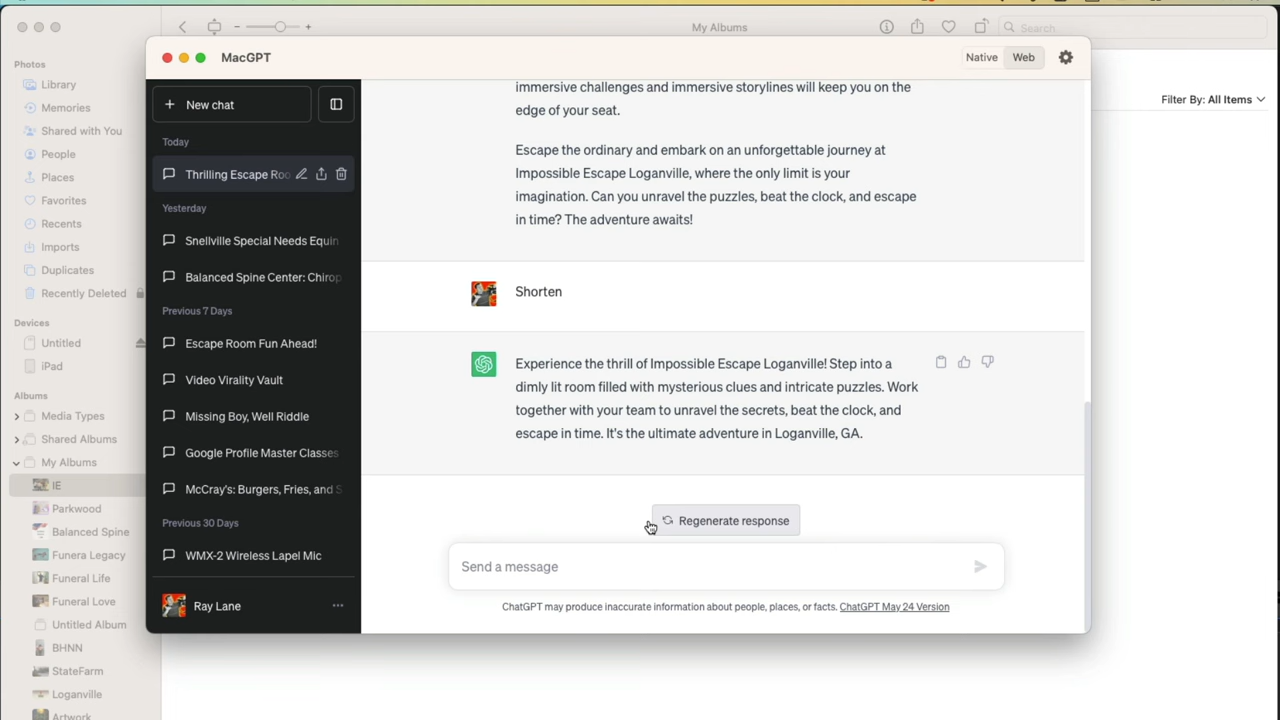 My Albums
Search
Photos
Library
Memories
Shared with You
People
Places
Favorites
Recents
Imports
Duplicates
Recently Deleted
Devices
Untitled
iPad
Albums
Media Types
Shared Albums
My Albums
IE
Parkwood
Balanced Spine
Funera Legacy
Funeral Life
Funeral Love
Untitled Album
BHNN
StateFarm
Loganville
Artwork
Filter By: All Items
MacGPT
Native
Web
New chat
Today
Thrilling Escape Roo
Yesterday
Snellville Special Needs Equin
Balanced Spine Center: Chirop
Previous 7 Days
Escape Room Fun Ahead!
Video Virality Vault
Missing Boy, Well Riddle
Google Profile Master Classes
McCray's: Burgers, Fries, and S
Previous 30 Days
WMX-2 Wireless Lapel Mic
Ray Lane
immersive challenges and immersive storylines will keep you on the
edge of your seat.
Escape the ordinary and embark on an unforgettable journey at
Impossible Escape Loganville, where the only limit is your
imagination. Can you unravel the puzzles, beat the clock, and escape
in time? The adventure awaits!
Shorten
Experience the thrill of Impossible Escape Loganville! Step into a
dimly lit room filled with mysterious clues and intricate puzzles. Work
together with your team to unravel the secrets, beat the clock, and
escape in time. It's the ultimate adventure in Loganville, GA.
Regenerate response
Send a message
ChatGPT may produce inaccurate information about people, places, or facts. ChatGPT May 24 Version